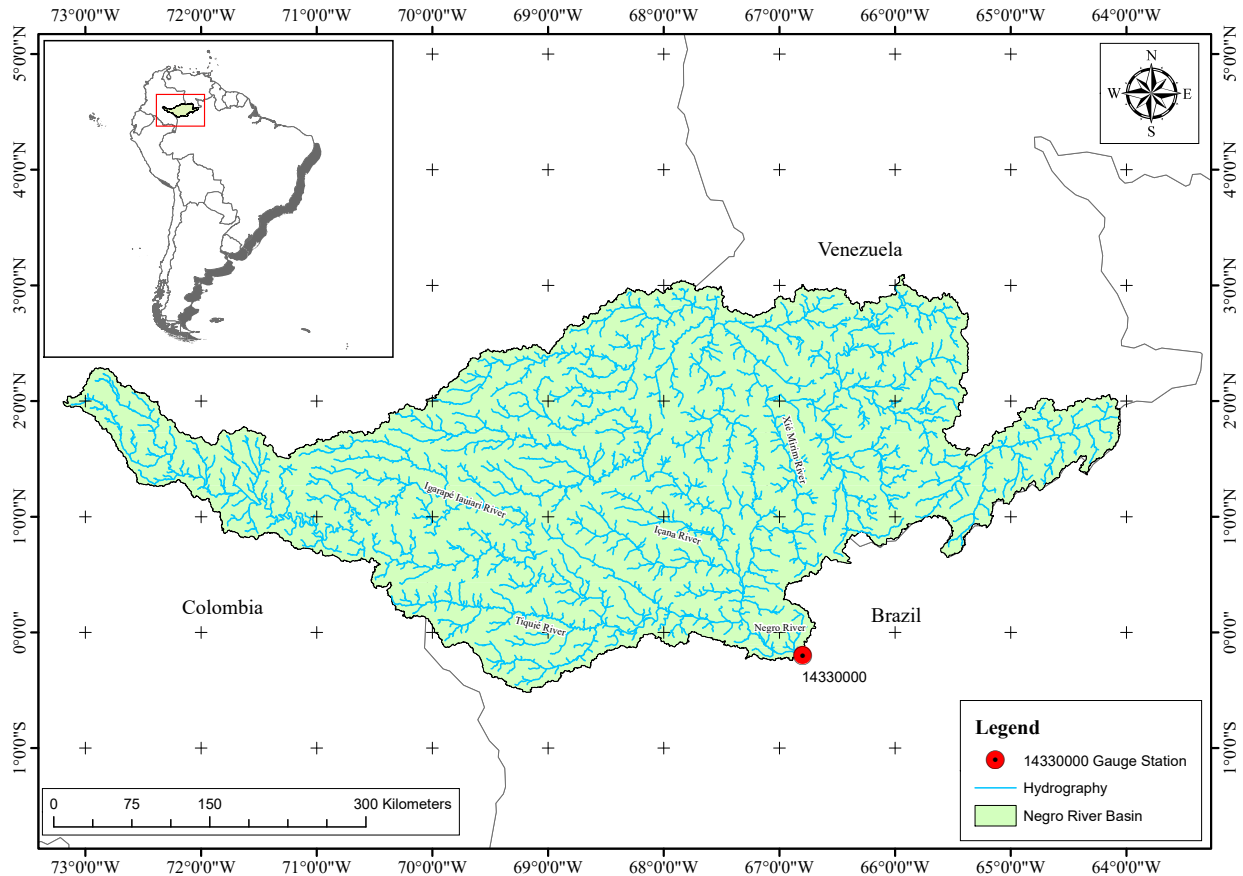 73°0'0"W 72°0'0"W 71°0'0"W 70°0'0"W 69°0'0"W 68°0'0"W 67°0'0"W 66°0'0"W 65°0'0"W 64°0'0"W
5°0'0"N
4°0'0"N
3°0'0"N
2°0'0"N
1°0'0"N
0°0'0"
1°0'0"S
N
W
E
S
Venezuela
Xié Mirim River
Igarapé Iautari River
Içana River
Colombia
Tiquié River
Negro River
Brazil
14330000
5°0'0"N
4°0'0"N
3°0'0"N
2°0'0"N
1°0'0"N
0°0'0"
1°0'0"S
Legend
14330000 Gauge Station
Hydrography
Negro River Basin
0 75 150 300 Kilometers
73°0'0"W 72°0'0"W 71°0'0"W 70°0'0"W 69°0'0"W 68°0'0"W 67°0'0"W 66°0'0"W 65°0'0"W 64°0'0"W